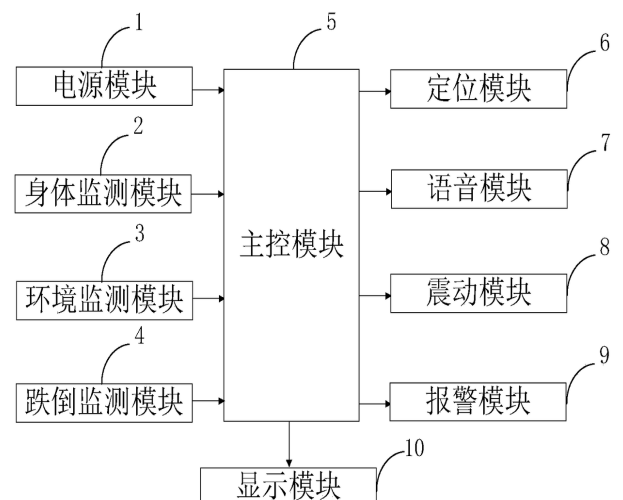 1
电源模块
2
身体监测模块
3
环境监测模块
4
跌倒监测模块
5
主控模块
6
定位模块
7
语音模块
8
震动模块
9
报警模块
10
显示模块